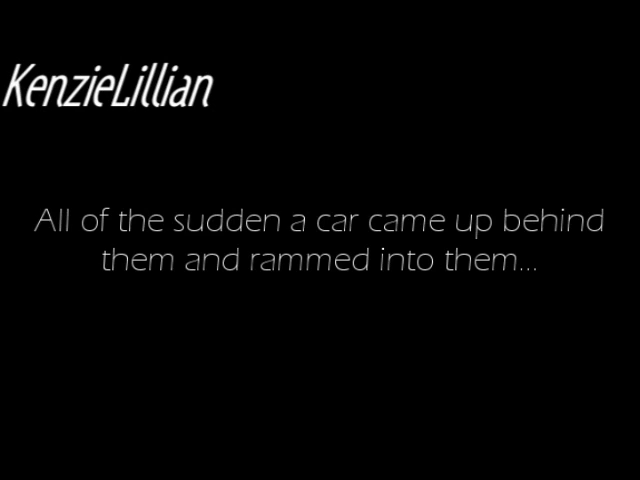 KenzieLillian
All of the sudden a car came up behind
them and rammed into them...